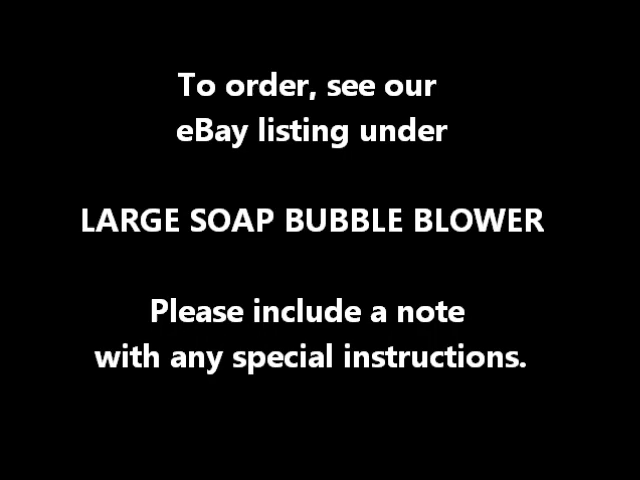 To order, see our
eBay listing under
LARGE SOAP BUBBLE BLOWER
Please include a note
with any special instructions.